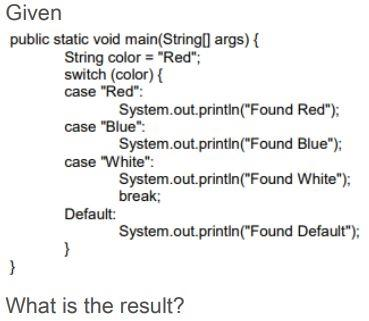 Given
public static void main(String[] args) {
String color = "Red";
switch (color) {
case "Red":
System.out.println("Found Red");
case "Blue":
System.out.println("Found Blue");
case "White":
System.out.println("Found White");
break;
Default:
System.out.println("Found Default");
}
}
What is the result?